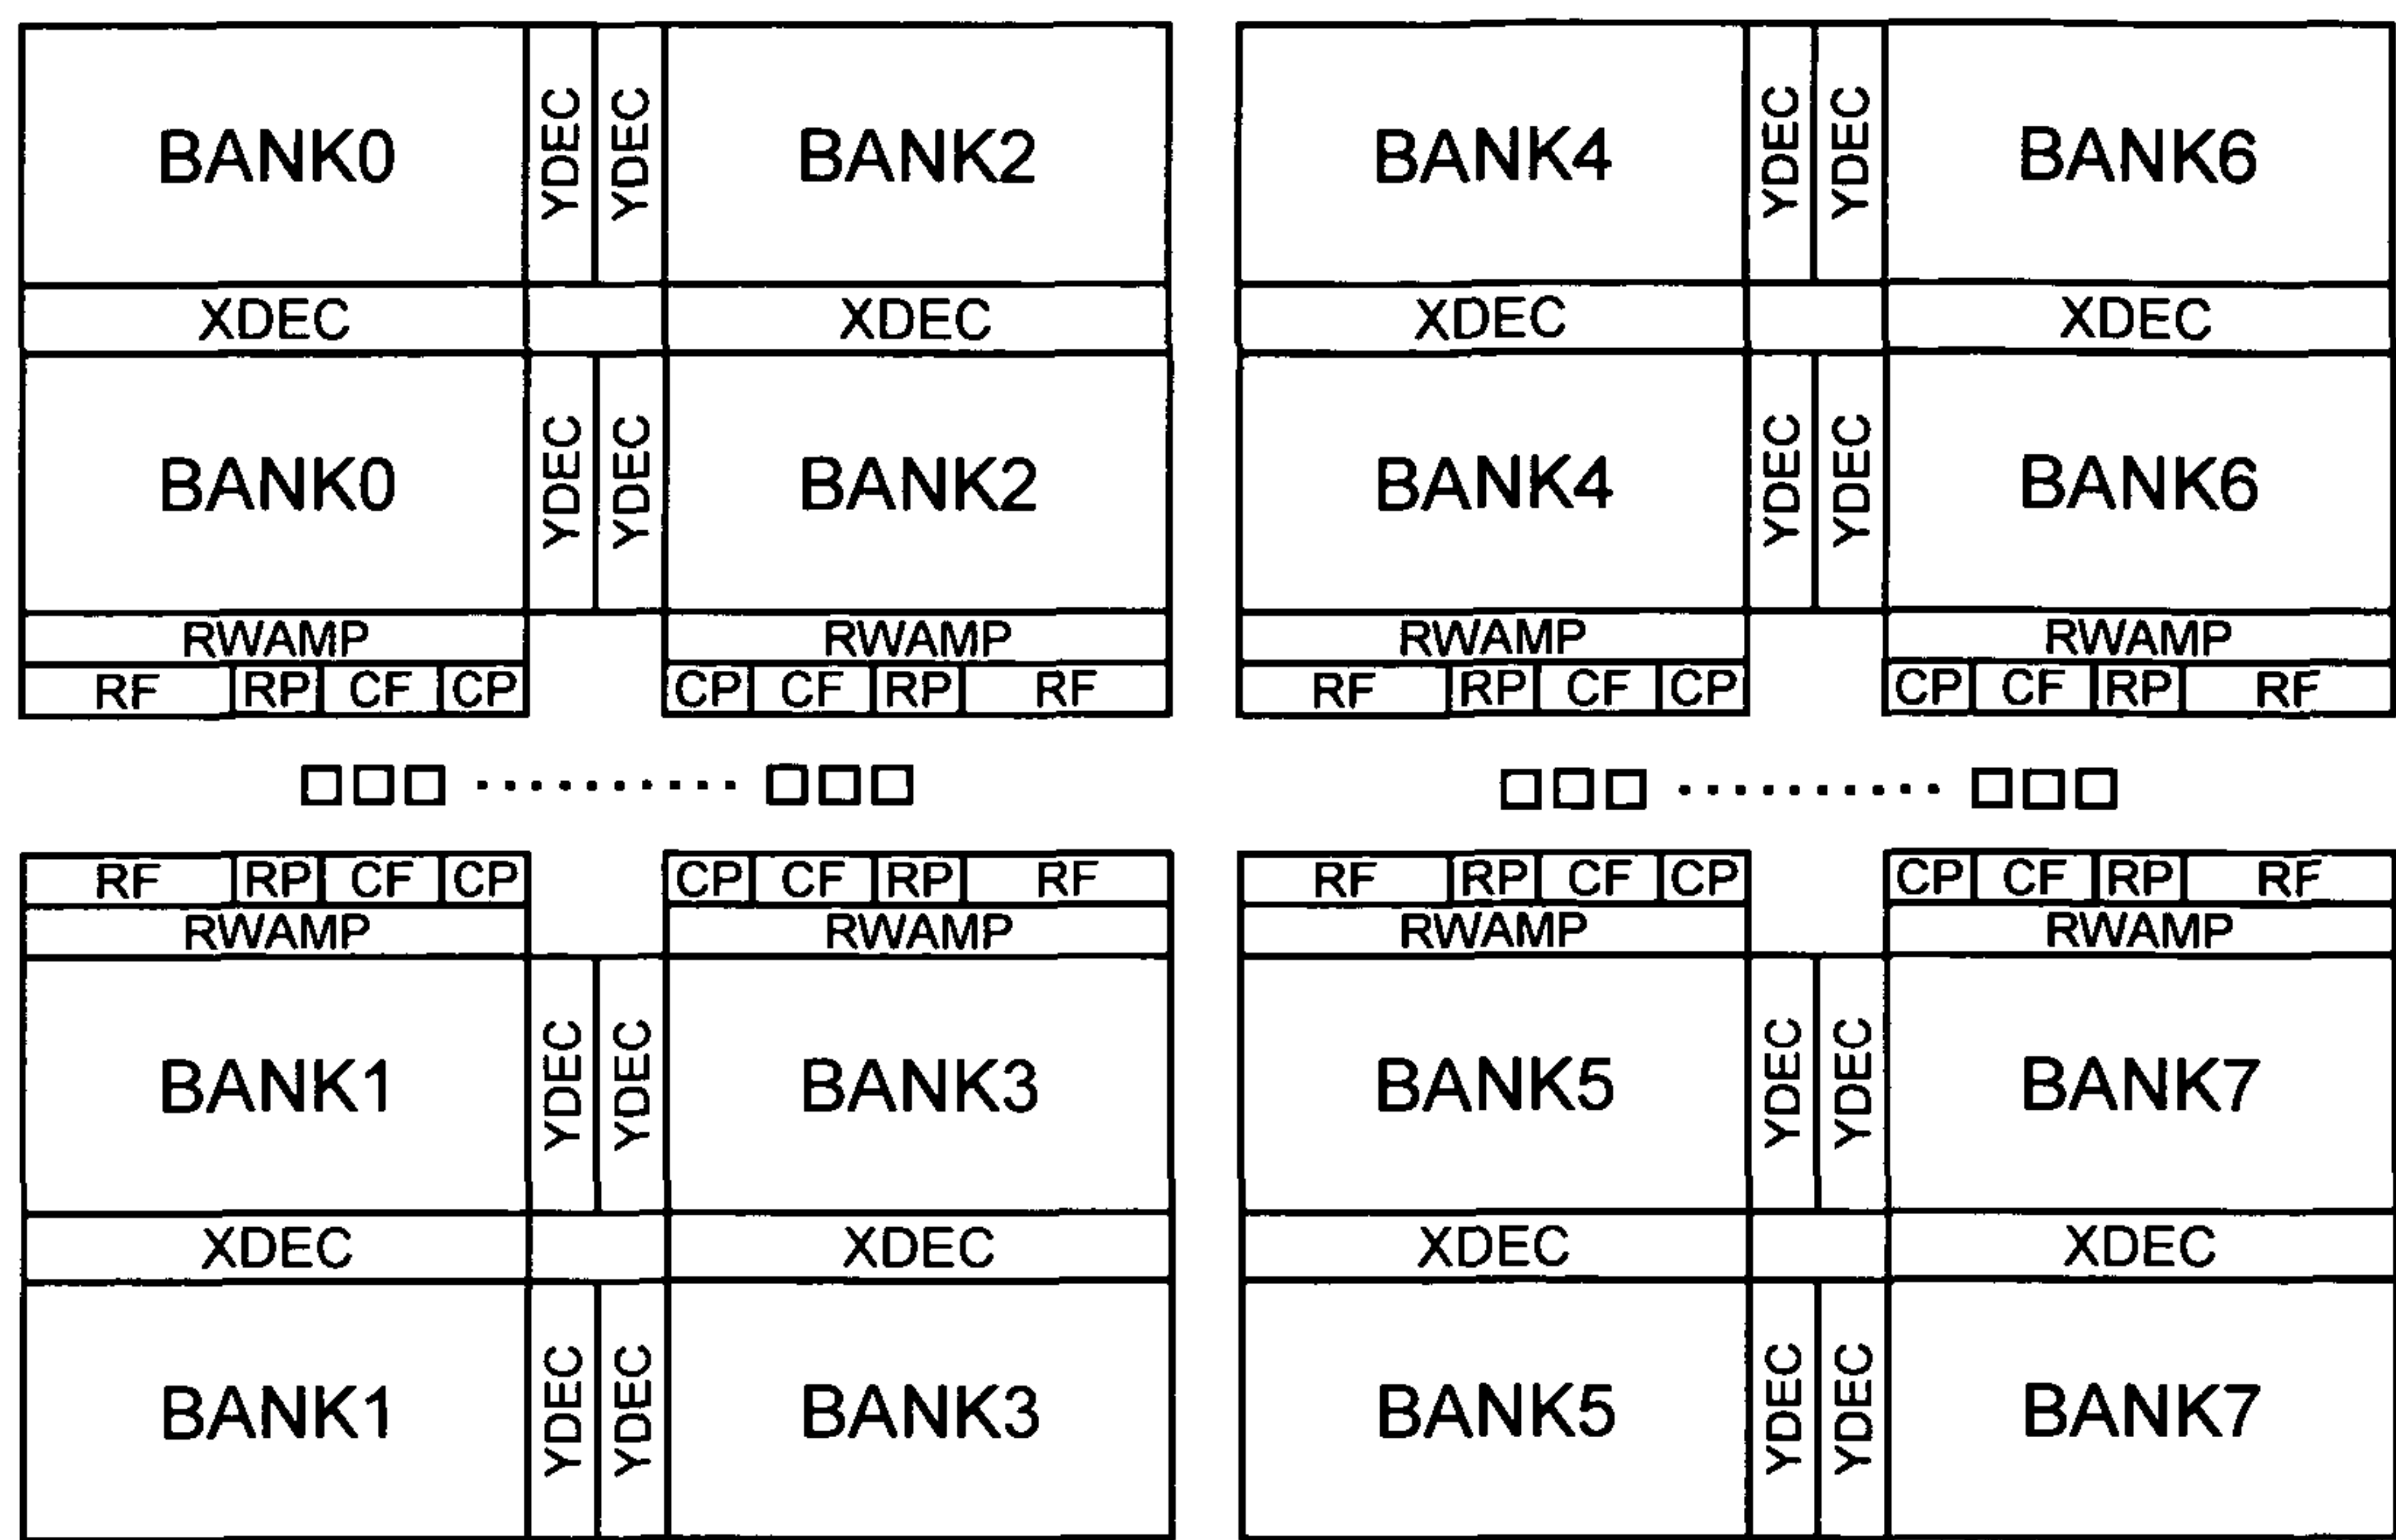 BANK0 YDEC YDEC BANK2 BANK4 YDEC YDEC BANK6
XDEC XDEC XDEC XDEC
BANK0 YDEC YDEC BANK2 BANK4 YDEC YDEC BANK6
RWAMP RWAMP RWAMP RWAMP
RF RP CF CP CP CF RP RF RF RP CF CP CP CF RP RF
RF RP CF CP CP CF RP RF RF RP CF CP CP CF RP RF
RWAMP RWAMP RWAMP RWAMP
BANK1 YDEC YDEC BANK3 BANK5 YDEC YDEC BANK7
XDEC XDEC XDEC XDEC
BANK1 YDEC YDEC BANK3 BANK5 YDEC YDEC BANK7